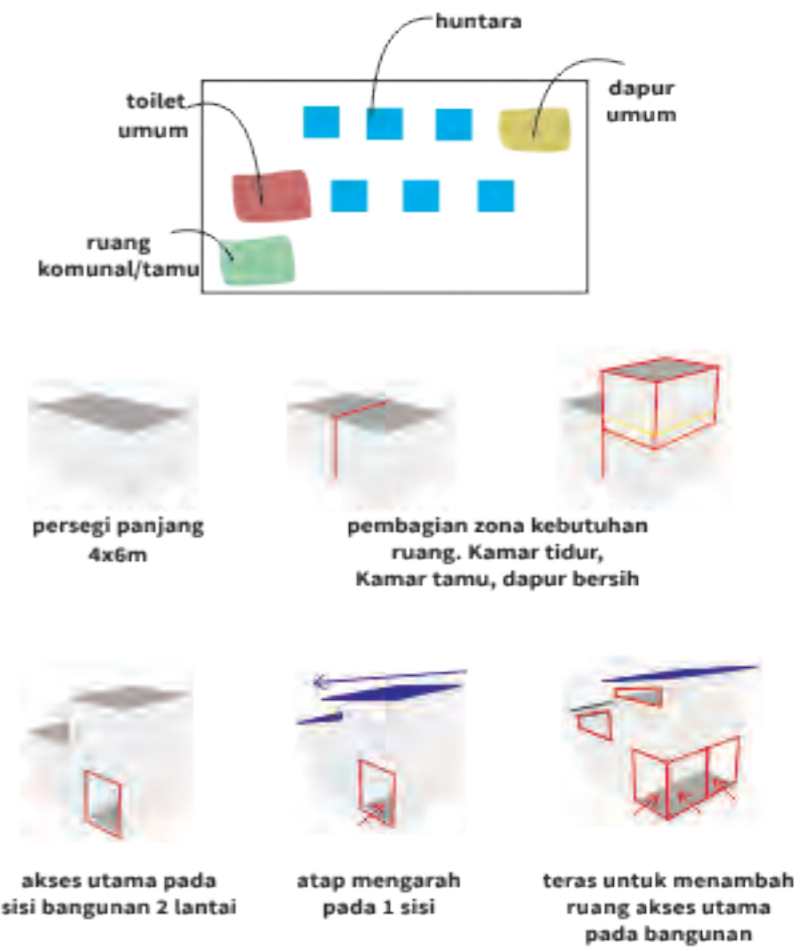 huntara
dapur
umum
toilet
umum
ruang
komunal/tamu
persegi panjang
4x6m
pembagian zona kebutuhan
ruang. Kamar tidur,
Kamar tamu, dapur bersih
akses utama pada
sisi bangunan 2 lantai
atap mengarah
pada 1 sisi
teras untuk menambah
ruang akses utama
pada bangunan